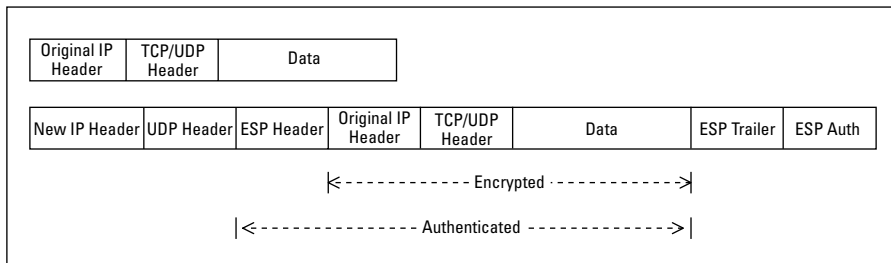 Original IP
Header
TCP/UDP
Header
Data
New IP Header
UDP Header
ESP Header
Original IP
Header
TCP/UDP
Header
Data
ESP Trailer
ESP Auth
Encrypted
Authenticated